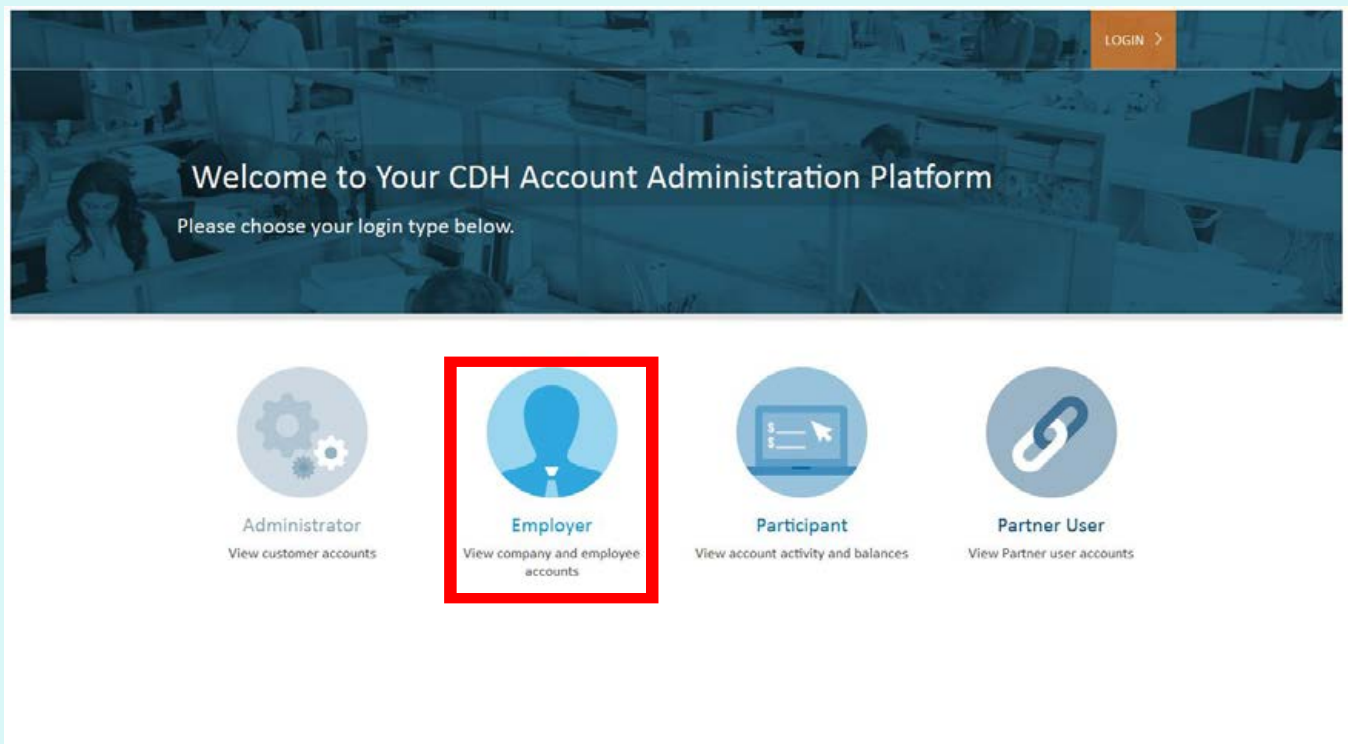 LOGIN >
Welcome to Your CDH Account Administration Platform
Please choose your login type below.
$
$
Administrator
View customer accounts
Employer
View company and employee
accounts
Participant
View account activity and balances
Partner User
View Partner user accounts